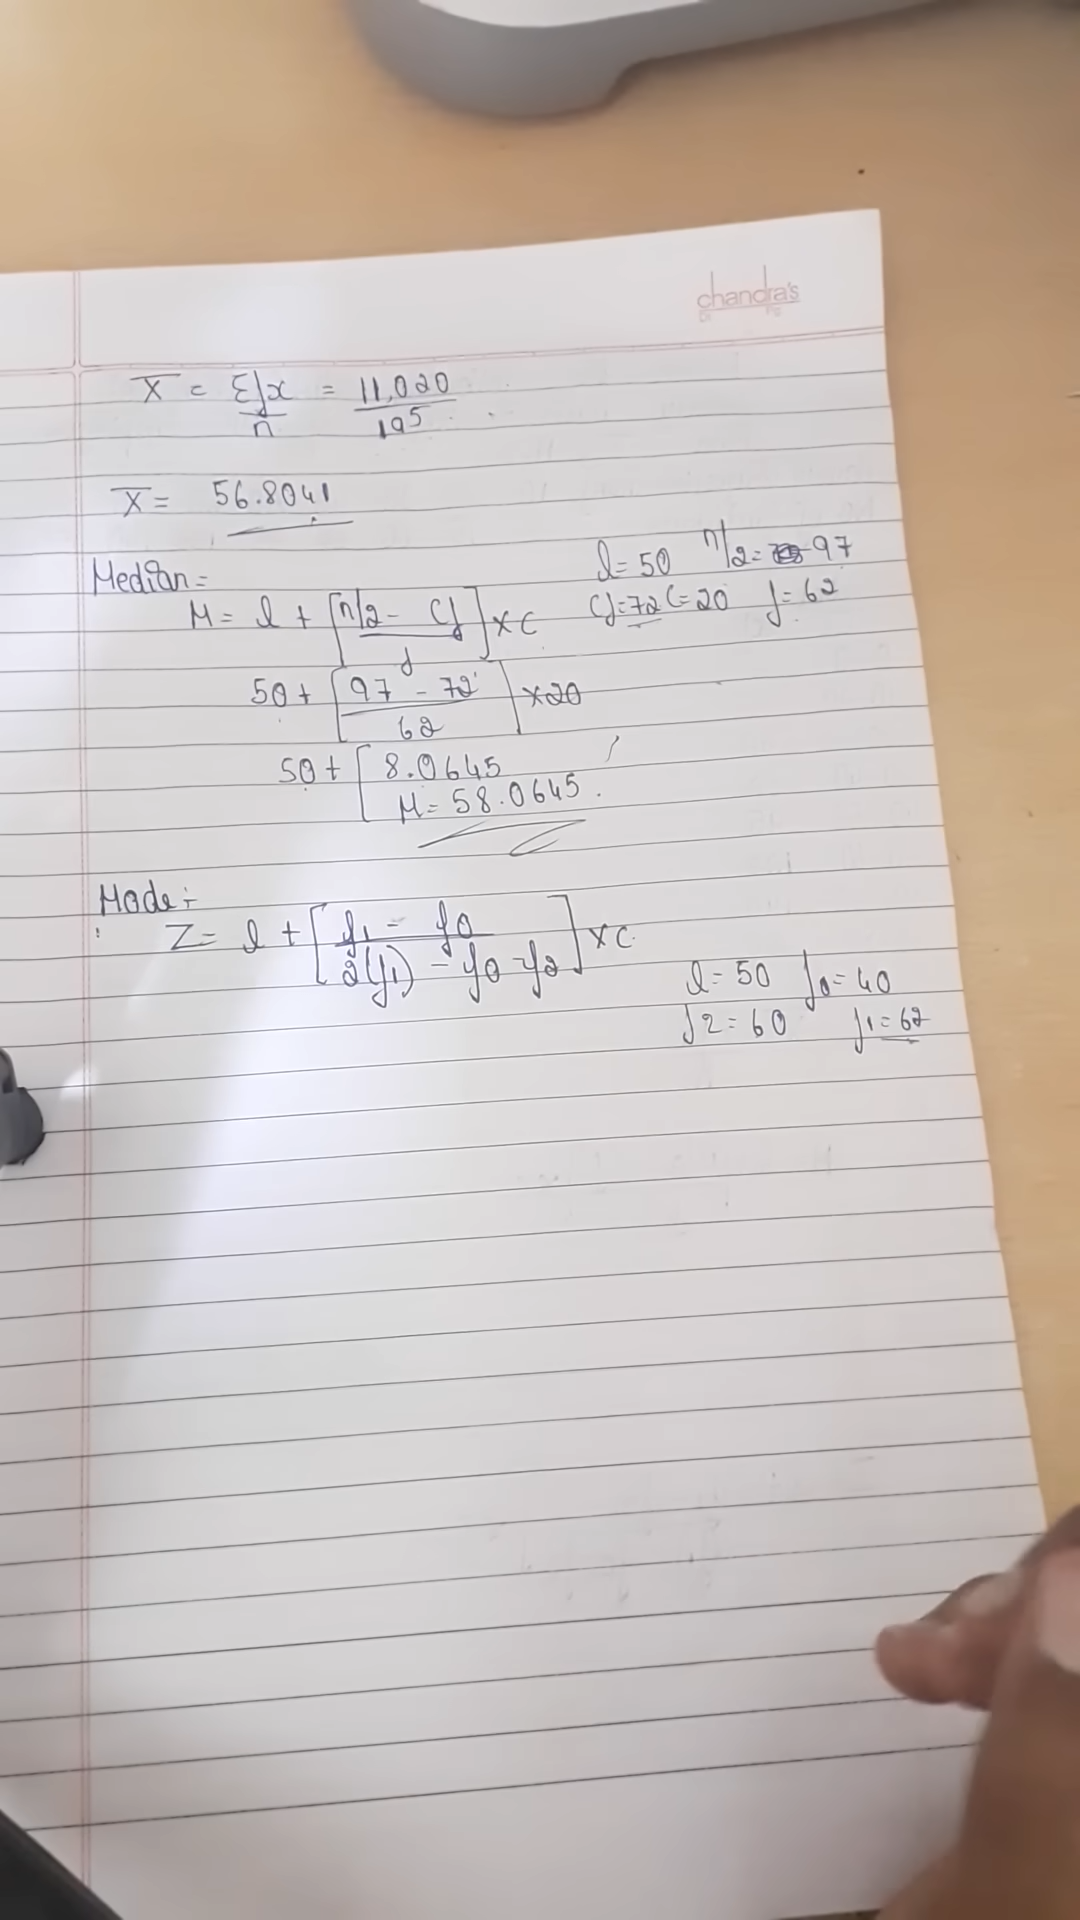 chandra's
X̄ = Σfx/n = 11,020/195
X̄ = 56.8041
Median =
l = 50 n/2 = 97
M = l + [n/2 - Cf / f] × C
Cf = 72 C = 20 f = 62
50 + [97 - 72 / 62] × 20
50 + [8.0645
M = 58.0645.
Mode :-
Z = l + [f1 - f0 / 2(f1) - f0 - f2] × C
l = 50 f0 = 40
f2 = 60 f1 = 62